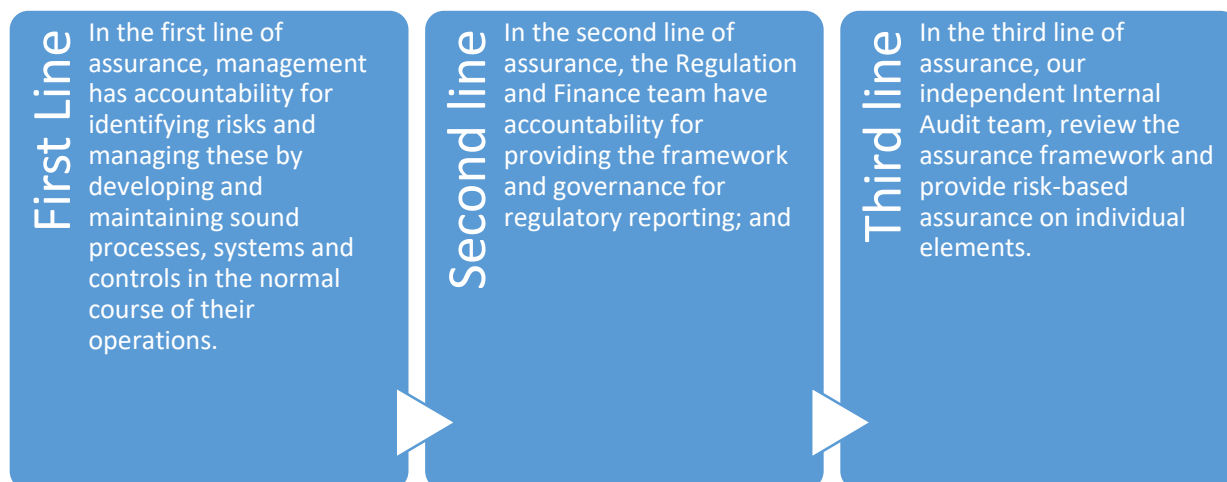 First Line
In the first line of
assurance, management
has accountability for
identifying risks and
managing these by
developing and
maintaining sound
processes, systems and
controls in the normal
course of their
operations.
Second line
In the second line of
assurance, the Regulation
and Finance team have
accountability for
providing the framework
and governance for
regulatory reporting; and
Third line
In the third line of
assurance, our
independent Internal
Audit team, review the
assurance framework and
provide risk-based
assurance on individual
elements.